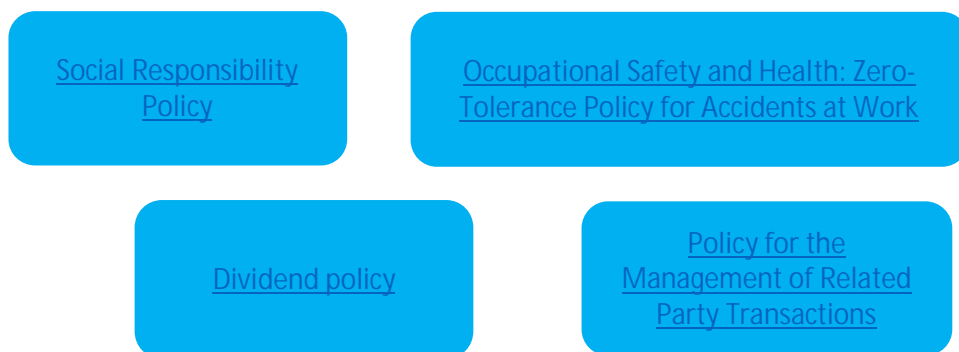 Social Responsibility
Policy
Occupational Safety and Health: Zero-
Tolerance Policy for Accidents at Work
Dividend policy
Policy for the
Management of Related
Party Transactions